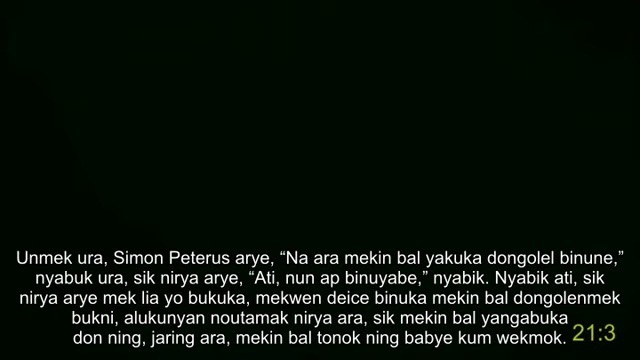 Unmek ura, Simon Peterus arye, “Na ara mekin bal yakuka dongolel binune,”
nyabuk ura, sik nirya arye, “Ati, nun ap binuyabe,” nyabik. Nyabik ati, sik
nirya arye mek lia yo bukuka, mekwen deice binuka mekin bal dongolenmek
bukni, alukunyan noutamak nirya ara, sik mekin bal yangabuka
don ning, jaring ara, mekin bal tonok ning babye kum wekmok. 21:3